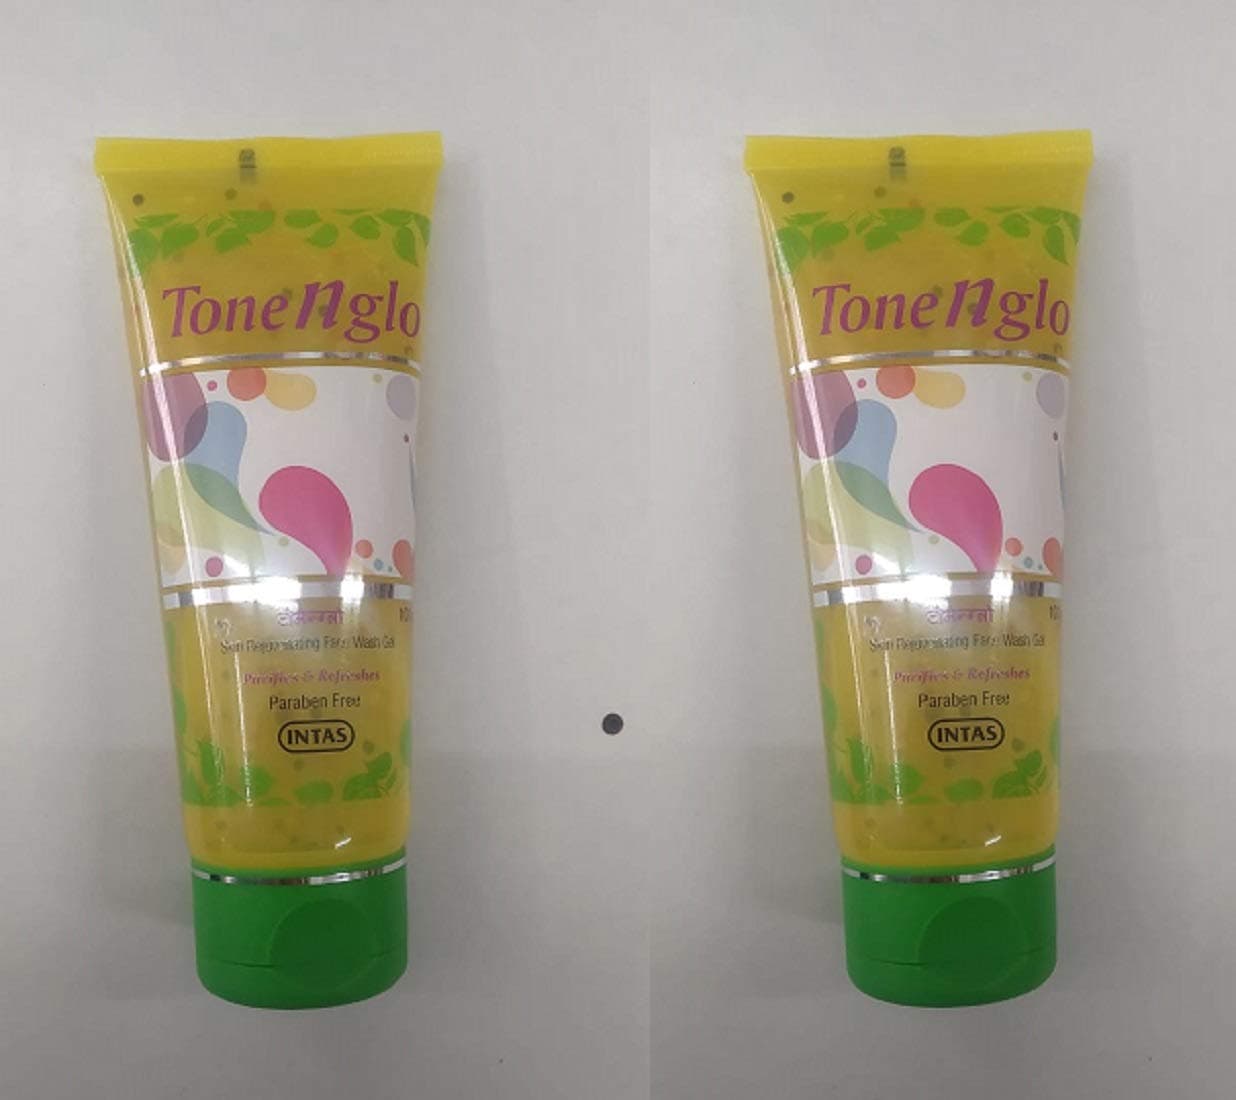 Tonenglo
टोनेन्ग्लो
Skin Rejuvenating Face Wash Gel
Purifies & Refreshes
Paraben Free
INTAS
Tonenglo
टोनेन्ग्लो
Skin Rejuvenating Face Wash Gel
Purifies & Refreshes
Paraben Free
INTAS